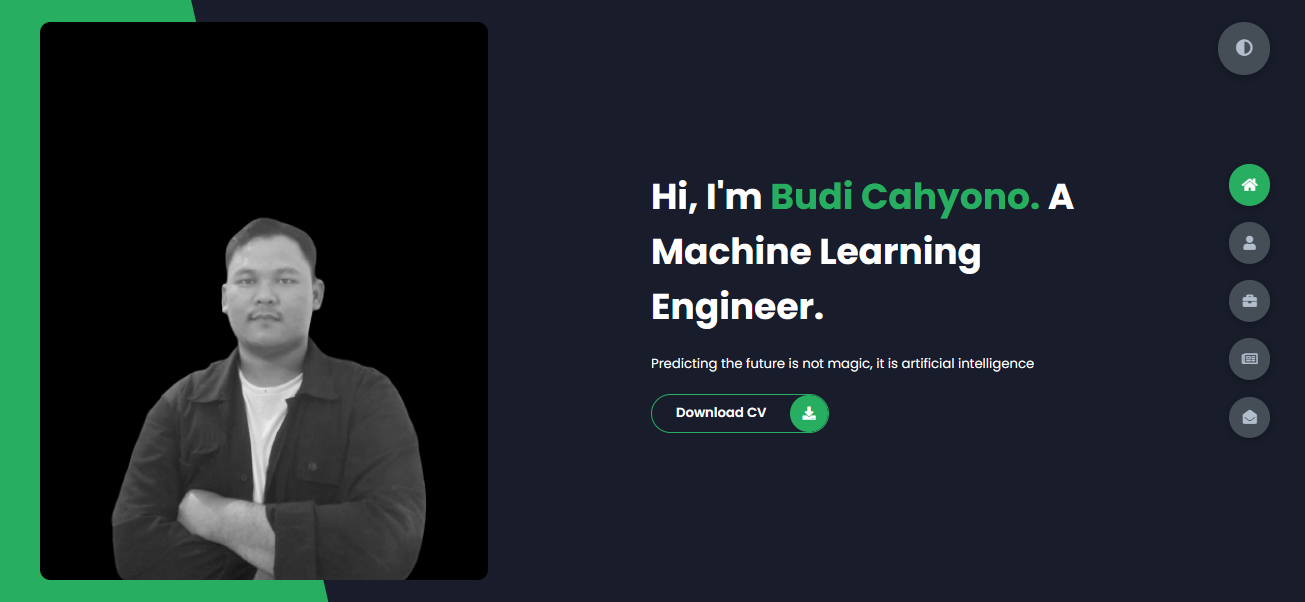 Hi, I'm Budi Cahyono. A
Machine Learning
Engineer.
Predicting the future is not magic, it is artificial intelligence
Download CV